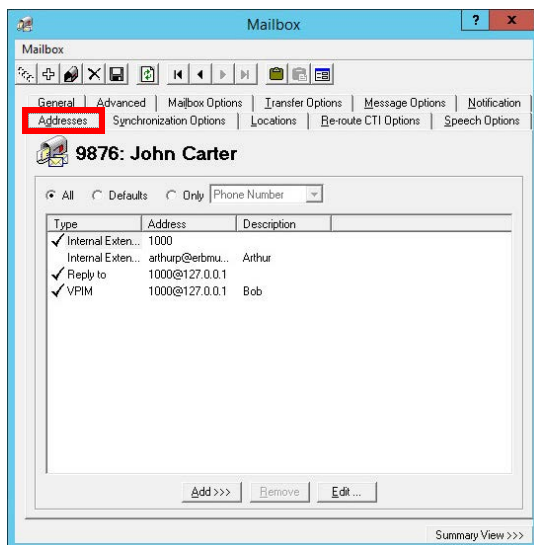 Mailbox
? x
Mailbox
General Advanced Mailbox Options Transfer Options Message Options Notification
Addresses Synchronization Options Locations Re-route CTI Options Speech Options
9876: John Carter
All Defaults Only Phone Number
Type Address Description
Internal Exten... 1000
Internal Exten... arthurp@erbmu... Arthur
Reply to 1000@127.0.0.1
VPIM 1000@127.0.0.1 Bob
Add >>> Remove Edit ...
Summary View >>>